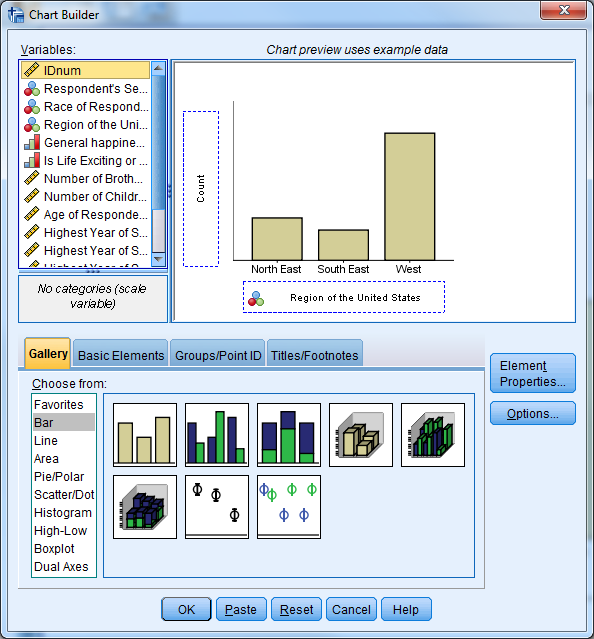 Chart Builder
Variables:
IDnum
Respondent's Se...
Race of Respond...
Region of the Uni...
General happine...
Is Life Exciting or ...
Number of Broth...
Number of Childr...
Age of Responde...
Highest Year of S...
Highest Year of S...
Highest Year of S...
No categories (scale
variable)
Chart preview uses example data
Count
North East South East West
Region of the United States
Gallery Basic Elements Groups/Point ID Titles/Footnotes
Choose from:
Favorites
Bar
Line
Area
Pie/Polar
Scatter/Dot
Histogram
High-Low
Boxplot
Dual Axes
Element
Properties...
Options...
OK Paste Reset Cancel Help